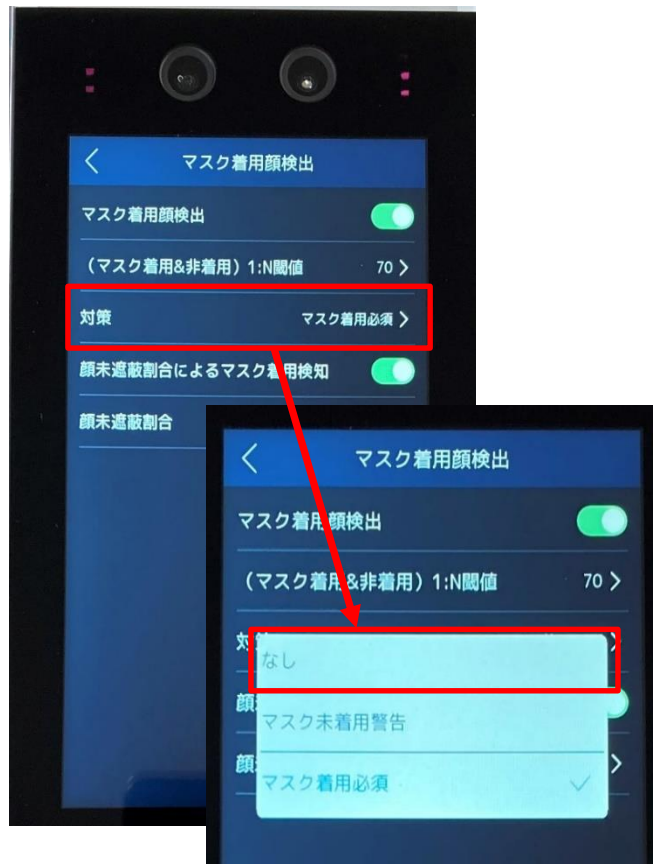 マスク着用顔検出
マスク着用顔検出
（マスク着用&非着用）1:N閾値 70
対策 マスク着用必須
顔未遮蔽割合によるマスク着用検知
顔未遮蔽割合
マスク着用顔検出
マスク着用顔検出
（マスク着用&非着用）1:N閾値 70
なし
顔
マスク未着用警告
顔
マスク着用必須